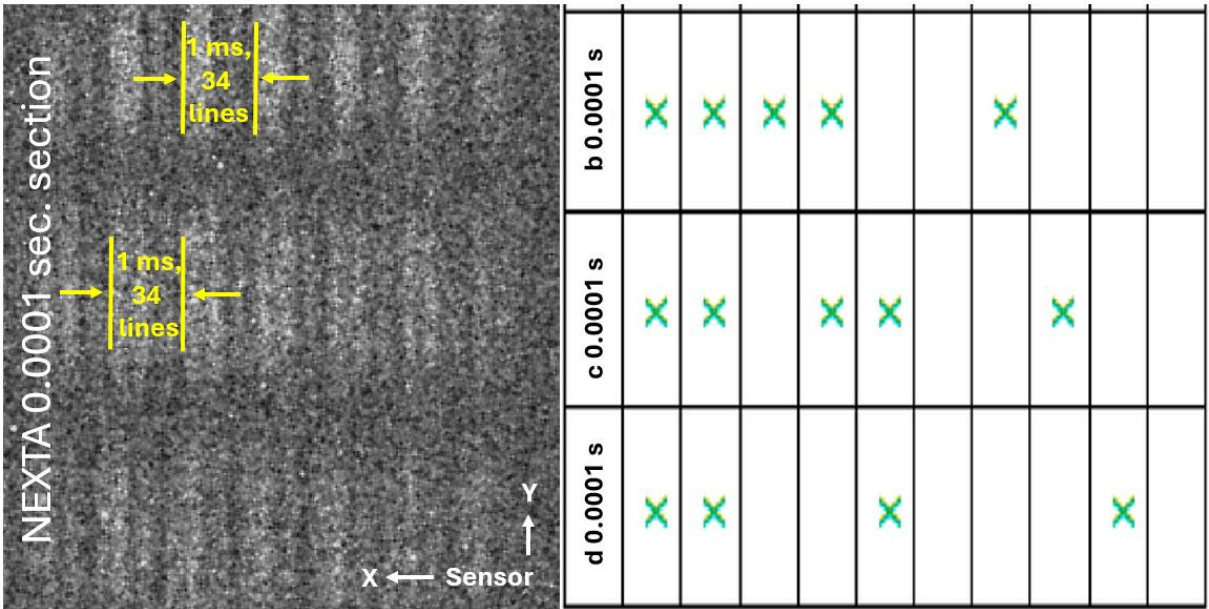 NEXTA 0.0001 sec. section
1 ms,
34
lines
1 ms,
34
lines
Y
X
Sensor
b 0.0001 s
c 0.0001 s
d 0.0001 s